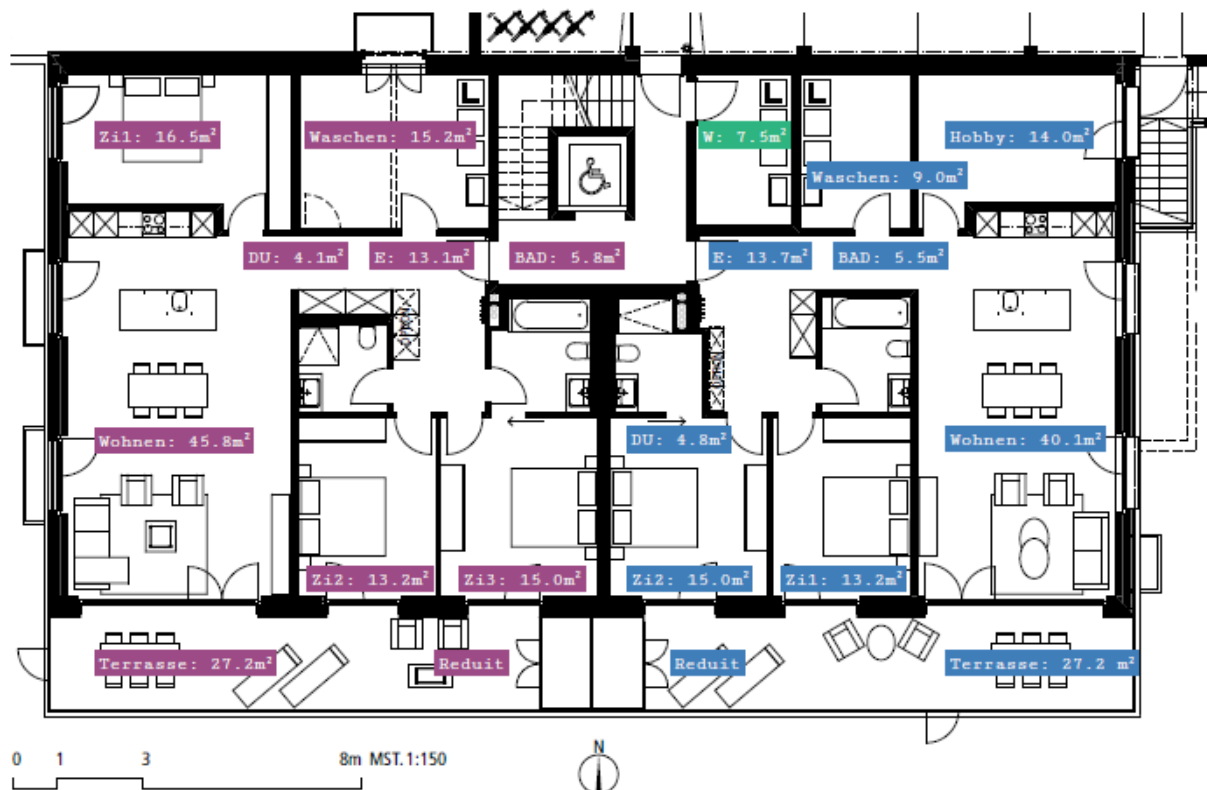 Zi1: 16.5m²
Waschen: 15.2m²
L
W: 7.5m²
L
Hobby: 14.0m²
Waschen: 9.0m²
DU: 4.1m²
E: 13.1m²
BAD: 5.8m²
E: 13.7m²
BAD: 5.5m²
Wohnen: 45.8m²
DU: 4.8m²
Wohnen: 40.1m²
Zi2: 13.2m²
Zi3: 15.0m²
Zi2: 15.0m²
Zi1: 13.2m²
Terrasse: 27.2m²
Reduit
Reduit
Terrasse: 27.2 m²
0 1 3 8m MST.1:150
N